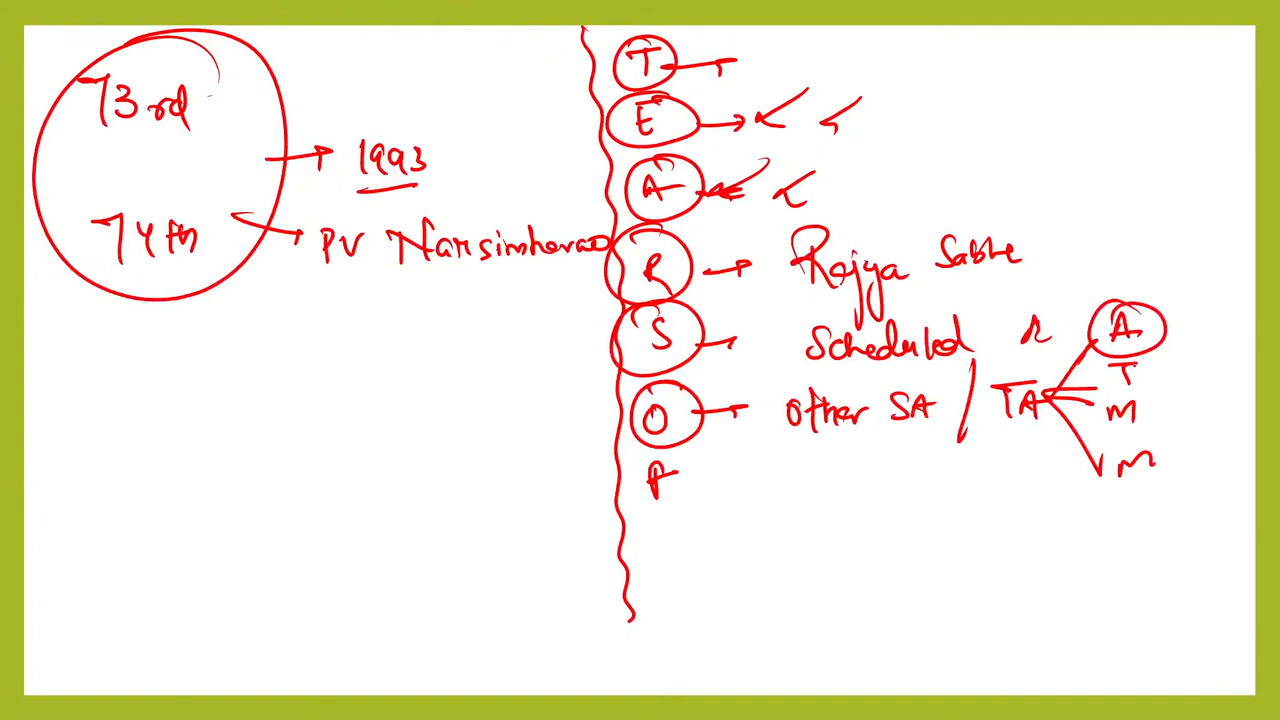 73rd
1993
74th
PV Narsimharao
T
E
A
R → Rajya Sabha
S Scheduled
O → Other SA / TA
A
T
M
M